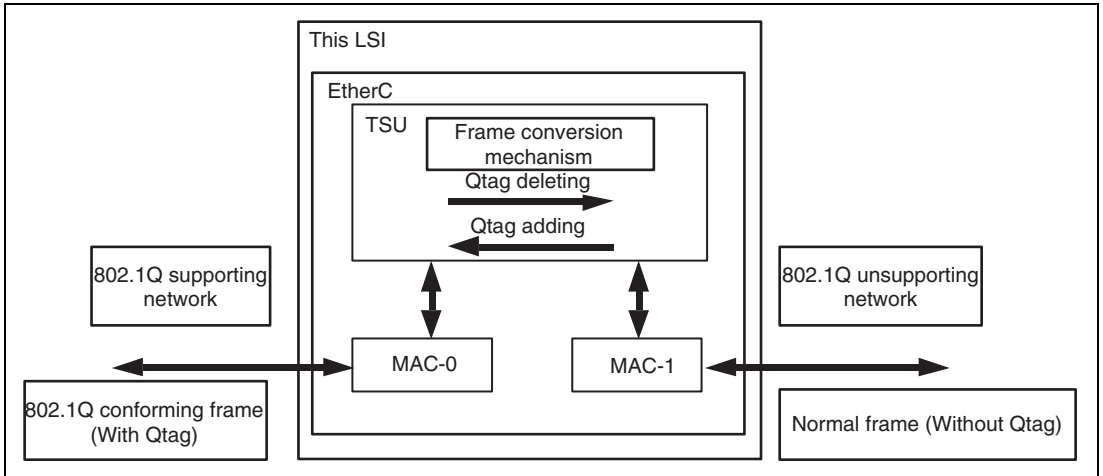 This LSI
EtherC
TSU
Frame conversion
mechanism
Qtag deleting
Qtag adding
802.1Q supporting
network
802.1Q unsupporting
network
MAC-0
MAC-1
802.1Q conforming frame
(With Qtag)
Normal frame (Without Qtag)